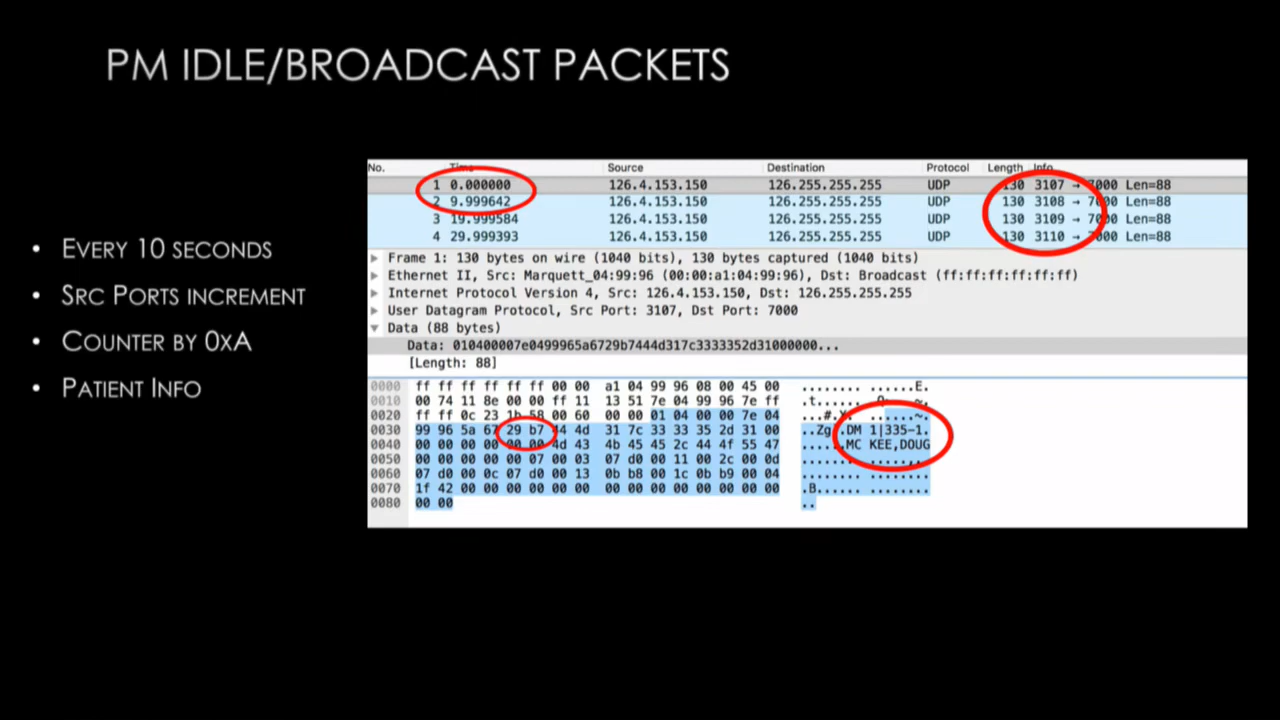 PM IDLE/BROADCAST PACKETS
• EVERY 10 SECONDS
• SRC PORTS INCREMENT
• COUNTER BY 0XA
• PATIENT INFO
No. Time Source Destination Protocol Length Info
1 0.000000 126.4.153.150 126.255.255.255 UDP 130 3107 → 7000 Len=88
2 9.999642 126.4.153.150 126.255.255.255 UDP 130 3108 → 7000 Len=88
3 19.999584 126.4.153.150 126.255.255.255 UDP 130 3109 → 7000 Len=88
4 29.999393 126.4.153.150 126.255.255.255 UDP 130 3110 → 7000 Len=88
Frame 1: 130 bytes on wire (1040 bits), 130 bytes captured (1040 bits)
Ethernet II, Src: Marquett_04:99:96 (00:00:a1:04:99:96), Dst: Broadcast (ff:ff:ff:ff:ff:ff)
Internet Protocol Version 4, Src: 126.4.153.150, Dst: 126.255.255.255
User Datagram Protocol, Src Port: 3107, Dst Port: 7000
Data (88 bytes)
Data: 010400007e0499965a6729b7444d317c3333352d31000000...
[Length: 88]
0000 ff ff ff ff ff ff 00 00 a1 04 99 96 08 00 45 00 ........ ......E.
0010 00 74 11 8e 00 00 ff 11 13 51 7e 04 99 96 7e ff .t...... .Q~...~.
0020 ff ff 0c 23 1b 58 00 60 00 00 01 04 00 00 7e 04 ...#.X.` ......~.
0030 99 96 5a 67 29 b7 44 4d 31 7c 33 33 35 2d 31 00 ..Zg).DM 1|335-1.
0040 00 00 00 00 00 00 4d 43 4b 45 45 2c 44 4f 55 47 ......MC KEE,DOUG
0050 00 00 00 00 00 07 00 03 07 d0 00 11 00 2c 00 0d ........ .....,..
0060 07 d0 00 0c 07 d0 00 13 0b b8 00 1c 0b b9 00 04 ........ ........
0070 1f 42 00 00 00 00 00 00 00 00 00 00 00 00 00 00 .B...... ........
0080 00 00 ..